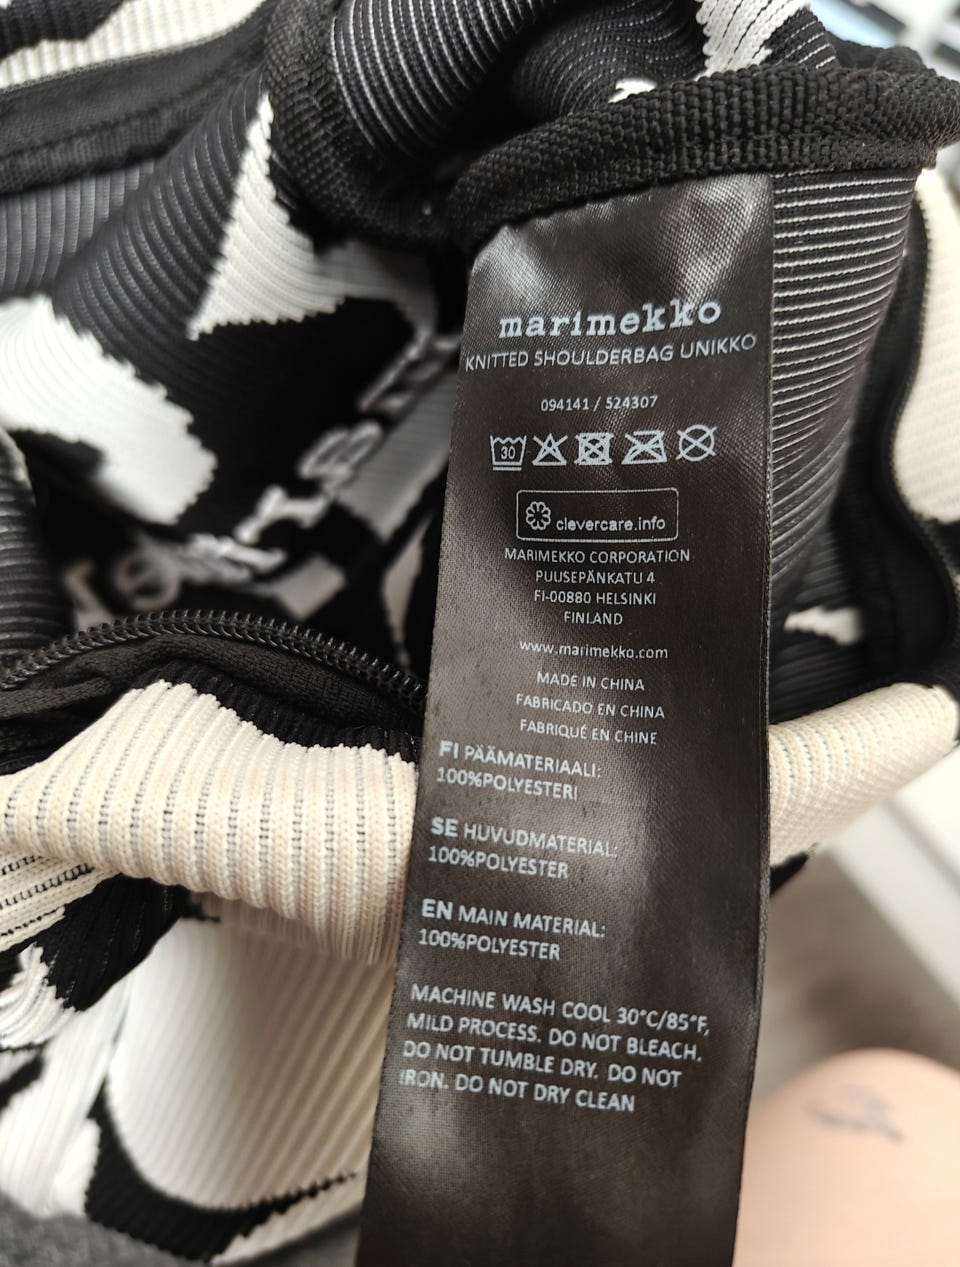 marimekko
KNITTED SHOULDERBAG UNIKKO
094141 / 524307
30
clevercare.info
MARIMEKKO CORPORATION
PUUSEPÄNKATU 4
FI-00880 HELSINKI
FINLAND
www.marimekko.com
MADE IN CHINA
FABRICADO EN CHINA
FABRIQUÉ EN CHINE
FI PÄÄMATERIAALI:
100%POLYESTERI
SE HUVUDMATERIAL:
100%POLYESTER
EN MAIN MATERIAL:
100%POLYESTER
MACHINE WASH COOL 30°C/85°F,
MILD PROCESS. DO NOT BLEACH.
DO NOT TUMBLE DRY. DO NOT
IRON. DO NOT DRY CLEAN